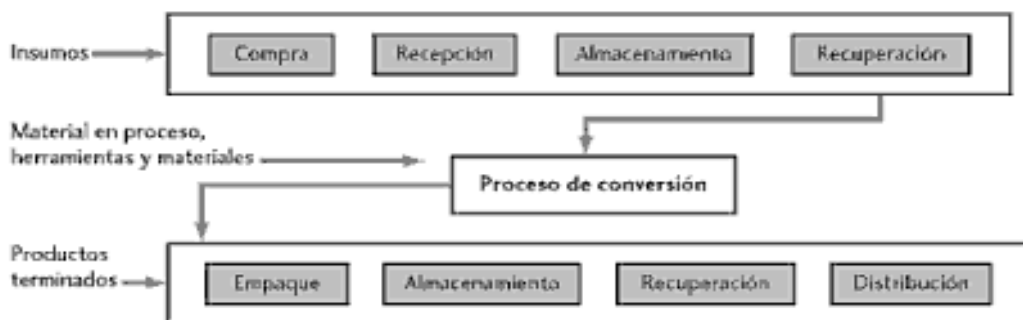 Insumos
Compra
Recepción
Almacenamiento
Recuperación
Material en proceso,
herramientas y materiales
Proceso de conversión
Productos
terminados
Empaque
Almacenamiento
Recuperación
Distribución